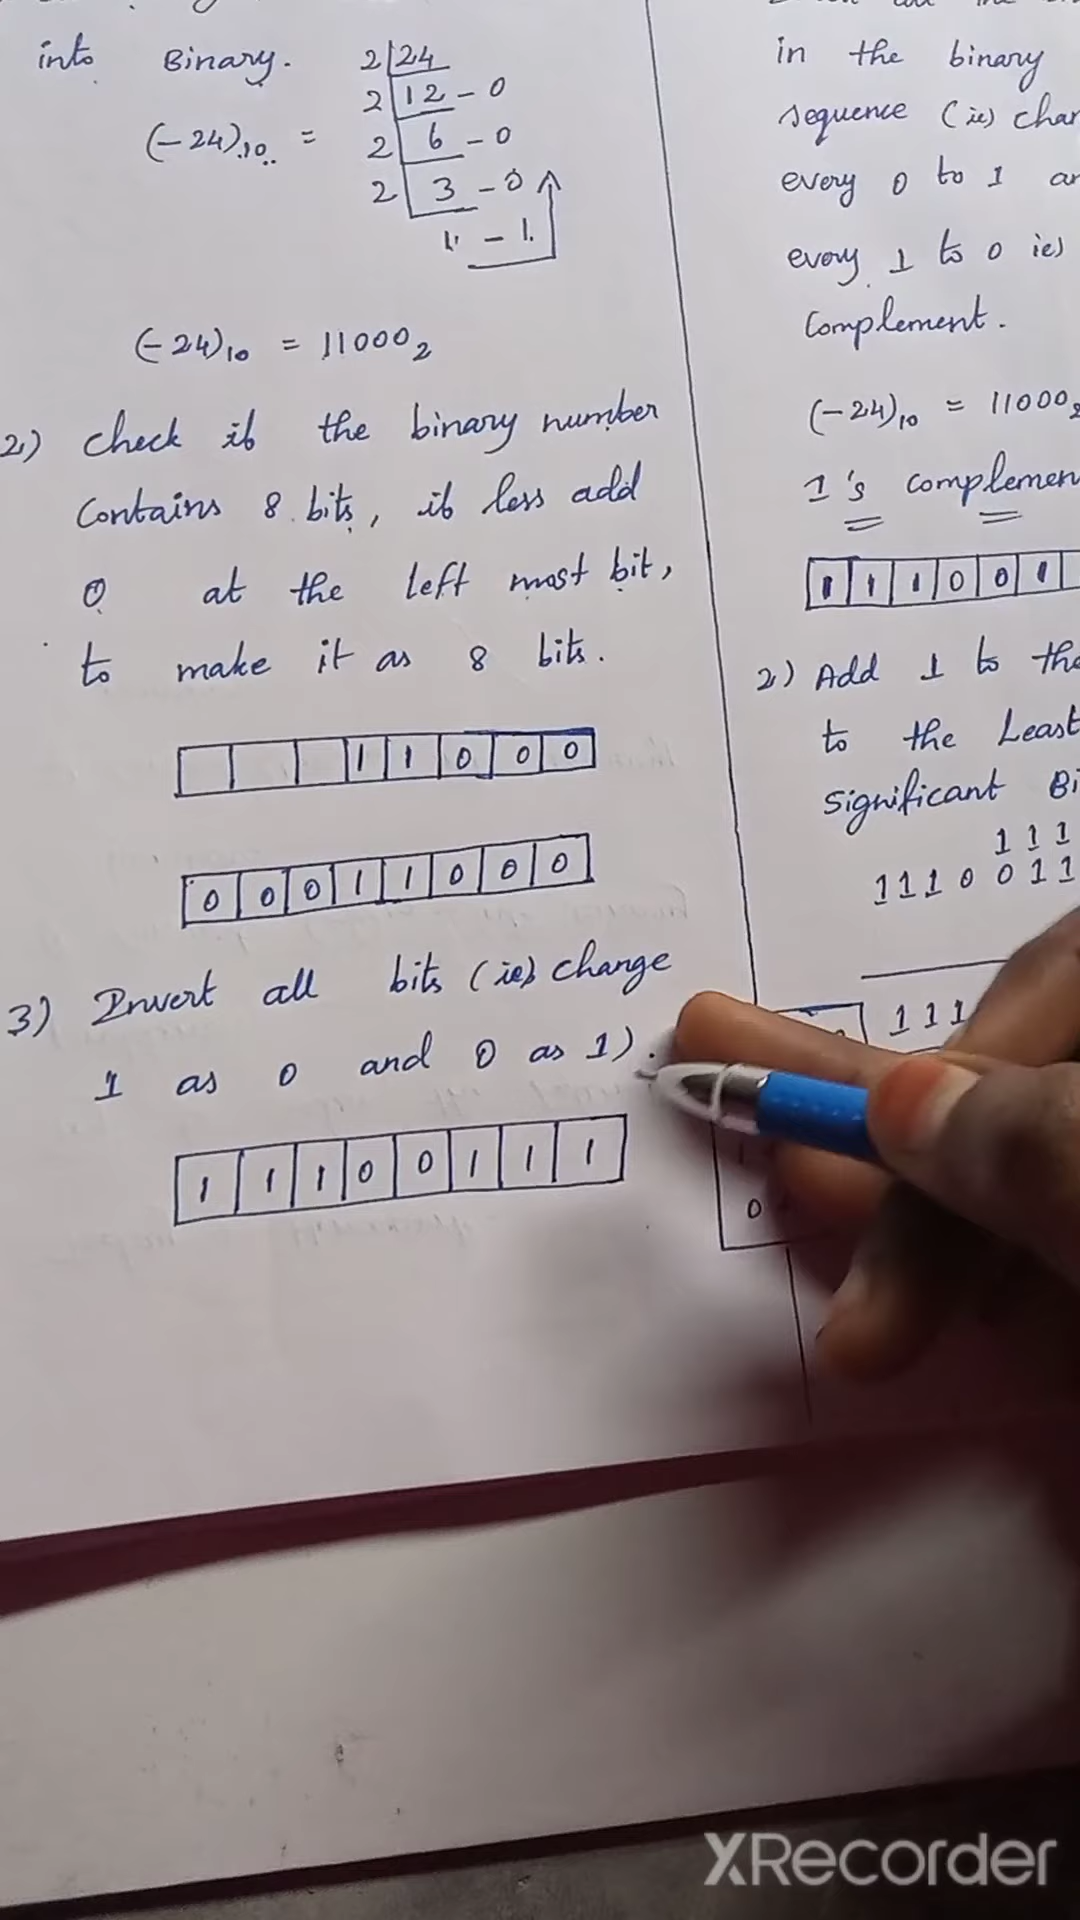 into Binary.
2 24
2 12 - 0
(-24)10 = 2 6 - 0
2 3 - 0
1 - 1
(-24)10 = 110002
2) Check if the binary number
Contains 8 bits, if less add
0 at the left most bit,
to make it as 8 bits.
1 1 0 0 0
0 0 0 1 1 0 0 0
3) Invert all bits (ie) change
1 as 0 and 0 as 1).
1 1 1 0 0 1 1 1
in the binary
sequence (ie) chan
every 0 to 1 an
every 1 to 0 ie)
Complement.
(-24)10 = 110002
1's complemen
1 1 1 0 0 1
2) Add 1 to the
to the Least
Significant Bi
1 1 1
1 1 1 0 0 1 1
1 1 1
0
XRecorder